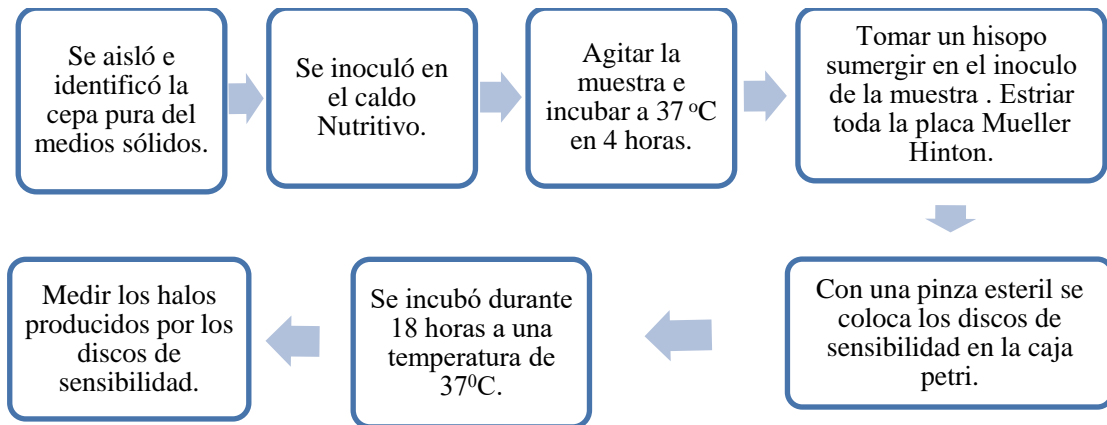 Se aisló e
identificó la
cepa pura del
medios sólidos.
Se inoculó en
el caldo
Nutritivo.
Agitar la
muestra e
incubar a 37 ºC
en 4 horas.
Tomar un hisopo
sumergir en el inoculo
de la muestra . Estriar
toda la placa Mueller
Hinton.
Con una pinza esteril se
coloca los discos de
sensibilidad en la caja
petri.
Se incubó durante
18 horas a una
temperatura de
37⁰C.
Medir los halos
producidos por los
discos de
sensibilidad.